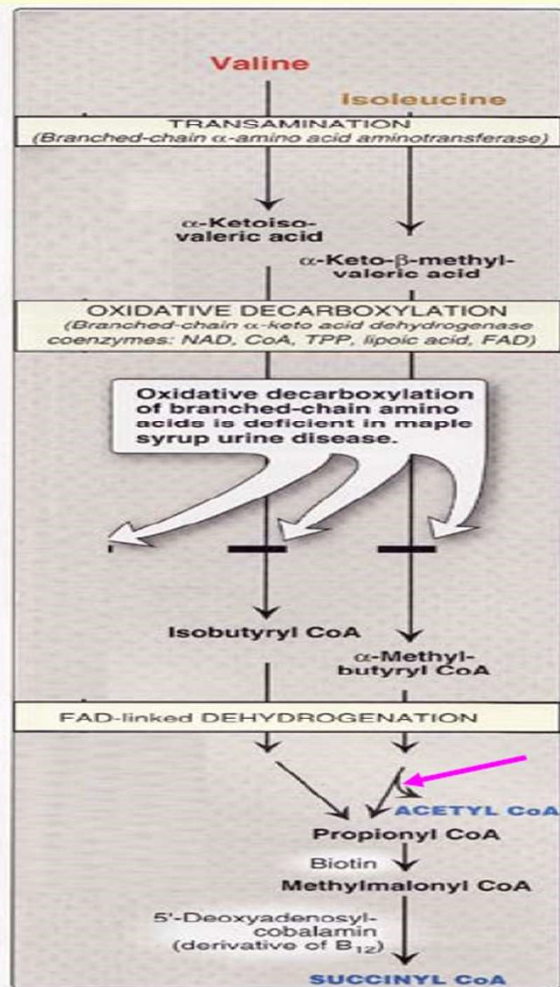 Valine
Isoleucine
TRANSAMINATION
(Branched-chain α-amino acid aminotransferase)
α-Ketoiso-
valeric acid
α-Keto-β-methyl-
valeric acid
OXIDATIVE DECARBOXYLATION
(Branched-chain α-keto acid dehydrogenase
coenzymes: NAD, CoA, TPP, lipoic acid, FAD)
Oxidative decarboxylation
of branched-chain amino
acids is deficient in maple
syrup urine disease.
Isobutyryl CoA
α-Methyl-
butyryl CoA
FAD-linked DEHYDROGENATION
ACETYL CoA
Propionyl CoA
Biotin
Methylmalonyl CoA
5'-Deoxyadenosyl-
cobalamin
(derivative of B₁₂)
SUCCINYL CoA